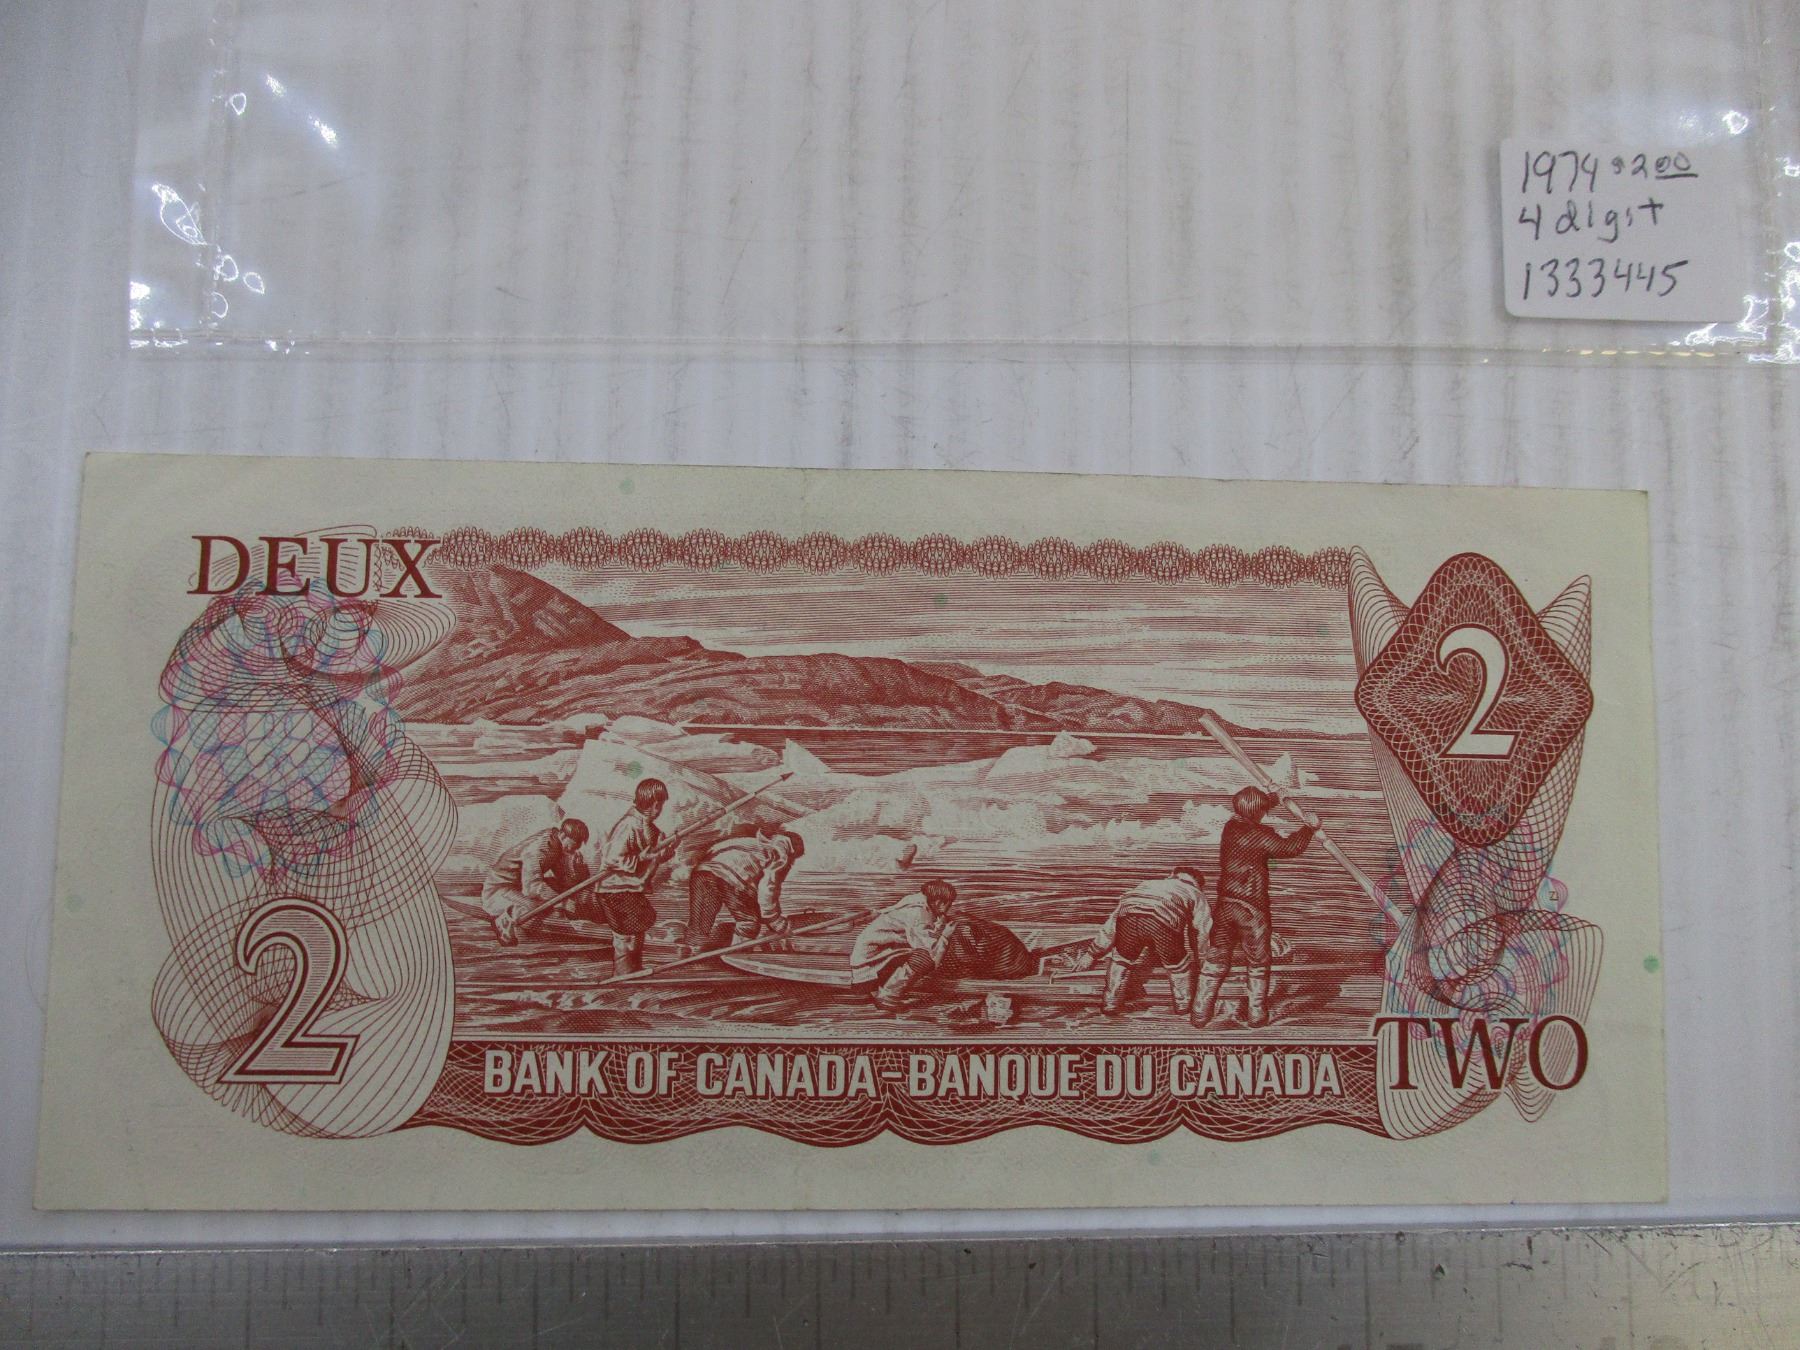 1974 $2.00
4 digit
1333445
DEUX
2
2
BANK OF CANADA-BANQUE DU CANADA
TWO